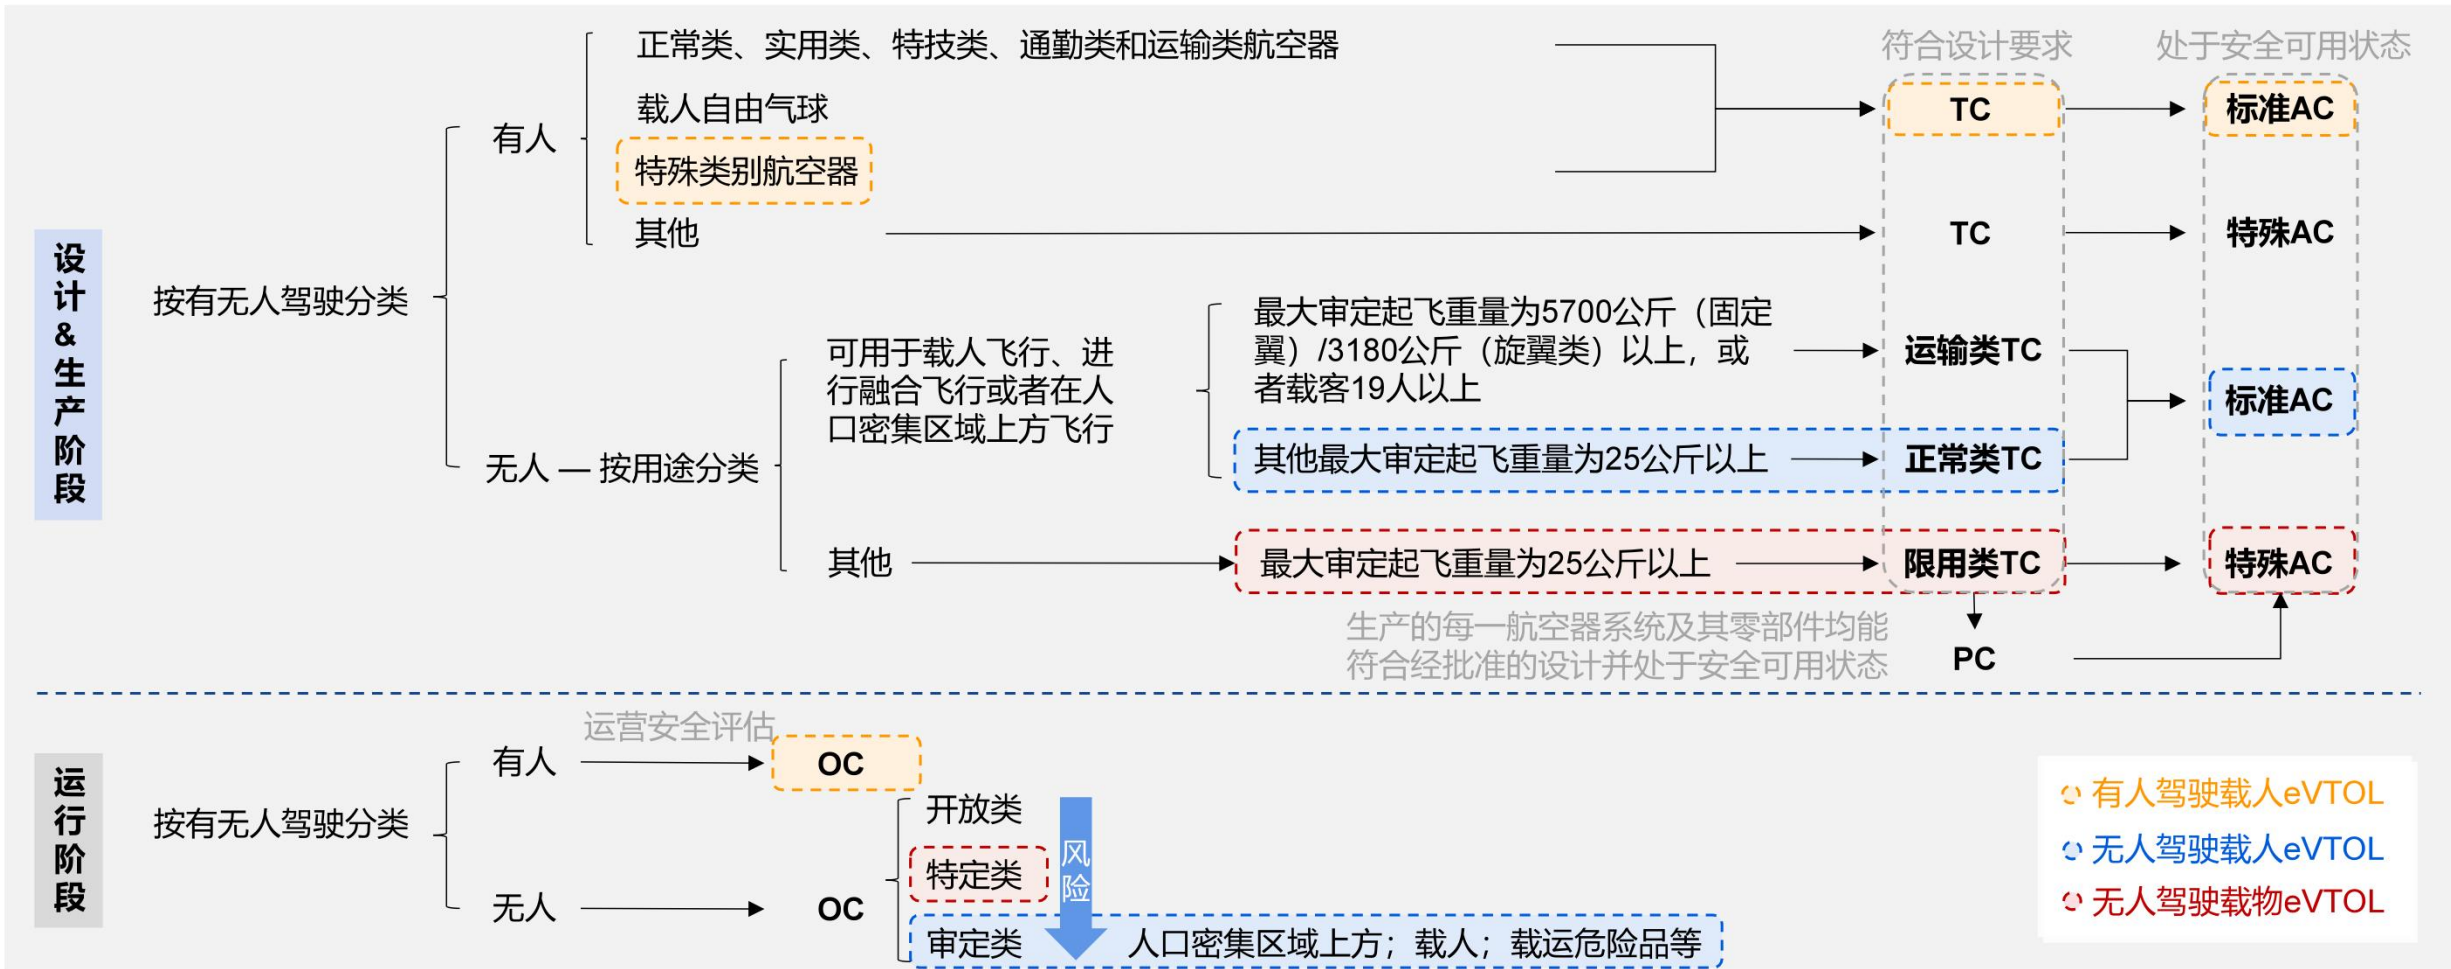 符合设计要求
处于安全可用状态
设计&生产阶段
按有无人驾驶分类
有人
正常类、实用类、特技类、通勤类和运输类航空器
载人自由气球
特殊类别航空器
TC
标准AC
其他
TC
特殊AC
无人 — 按用途分类
可用于载人飞行、进
行融合飞行或者在人
口密集区域上方飞行
最大审定起飞重量为5700公斤（固定
翼）/3180公斤（旋翼类）以上，或
者载客19人以上
运输类TC
标准AC
其他最大审定起飞重量为25公斤以上
正常类TC
其他
最大审定起飞重量为25公斤以上
限用类TC
特殊AC
生产的每一航空器系统及其零部件均能
符合经批准的设计并处于安全可用状态
PC
运行阶段
按有无人驾驶分类
有人
运营安全评估
OC
无人
OC
开放类
特定类
审定类
风险
人口密集区域上方；载人；载运危险品等
有人驾驶载人eVTOL
无人驾驶载人eVTOL
无人驾驶载物eVTOL